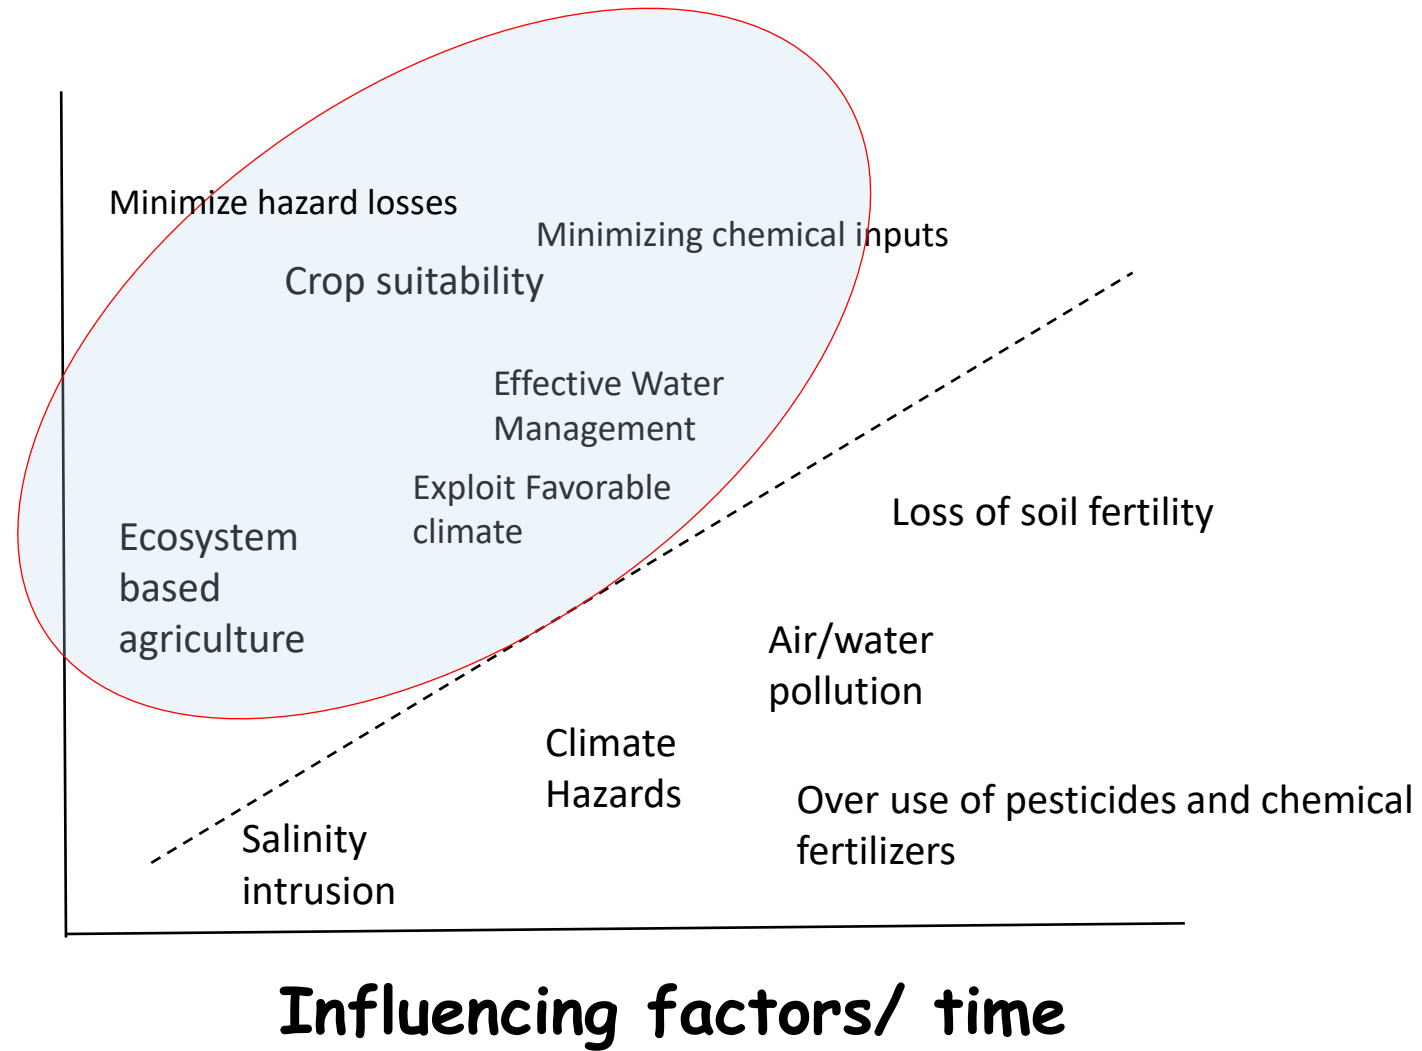 Minimize hazard losses
Minimizing chemical inputs
Crop suitability
Effective Water
Management
Exploit Favorable
climate
Ecosystem
based
agriculture
Loss of soil fertility
Air/water
pollution
Climate
Hazards
Over use of pesticides and chemical
fertilizers
Salinity
intrusion
Influencing factors/ time